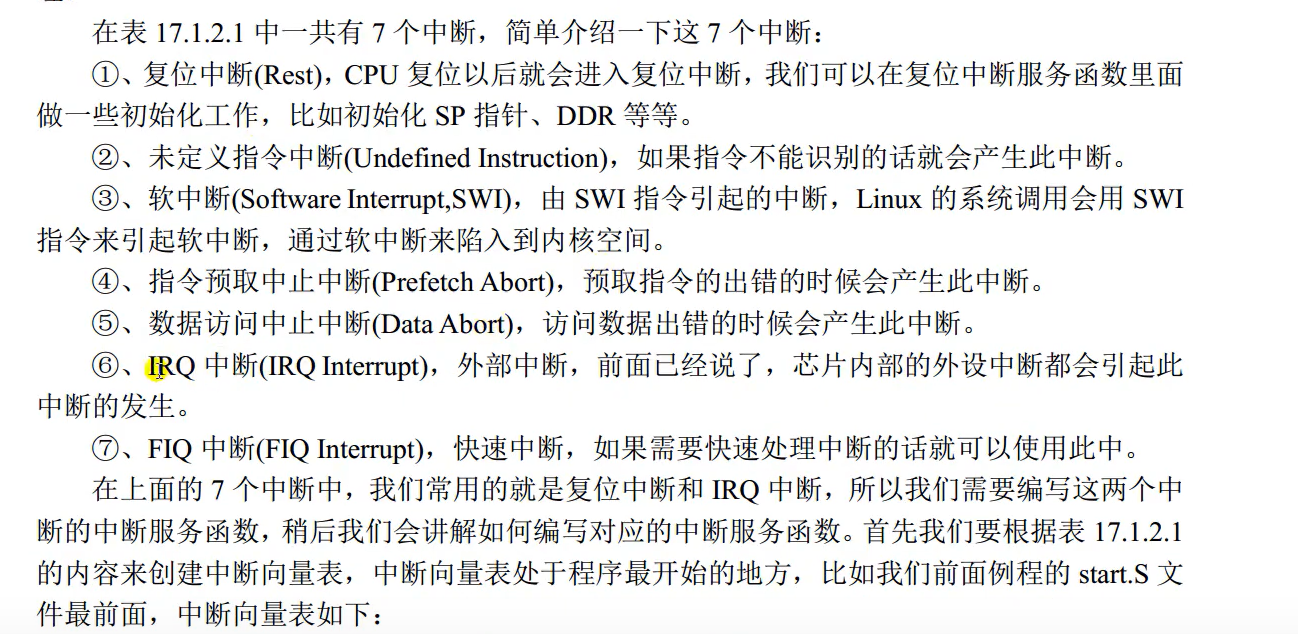 在表 17.1.2.1 中一共有 7 个中断，简单介绍一下这 7 个中断：
①、复位中断(Rest)，CPU 复位以后就会进入复位中断，我们可以在复位中断服务函数里面
做一些初始化工作，比如初始化 SP 指针、DDR 等等。
②、未定义指令中断(Undefined Instruction)，如果指令不能识别的话就会产生此中断。
③、软中断(Software Interrupt,SWI)，由 SWI 指令引起的中断，Linux 的系统调用会用 SWI
指令来引起软中断，通过软中断来陷入到内核空间。
④、指令预取中止中断(Prefetch Abort)，预取指令的出错的时候会产生此中断。
⑤、数据访问中止中断(Data Abort)，访问数据出错的时候会产生此中断。
⑥、IRQ 中断(IRQ Interrupt)，外部中断，前面已经说了，芯片内部的外设中断都会引起此
中断的发生。
⑦、FIQ 中断(FIQ Interrupt)，快速中断，如果需要快速处理中断的话就可以使用此中。
在上面的 7 个中断中，我们常用的就是复位中断和 IRQ 中断，所以我们需要编写这两个中
断的中断服务函数，稍后我们会讲解如何编写对应的中断服务函数。首先我们要根据表 17.1.2.1
的内容来创建中断向量表，中断向量表处于程序最开始的地方，比如我们前面例程的 start.S 文
件最前面，中断向量表如下：